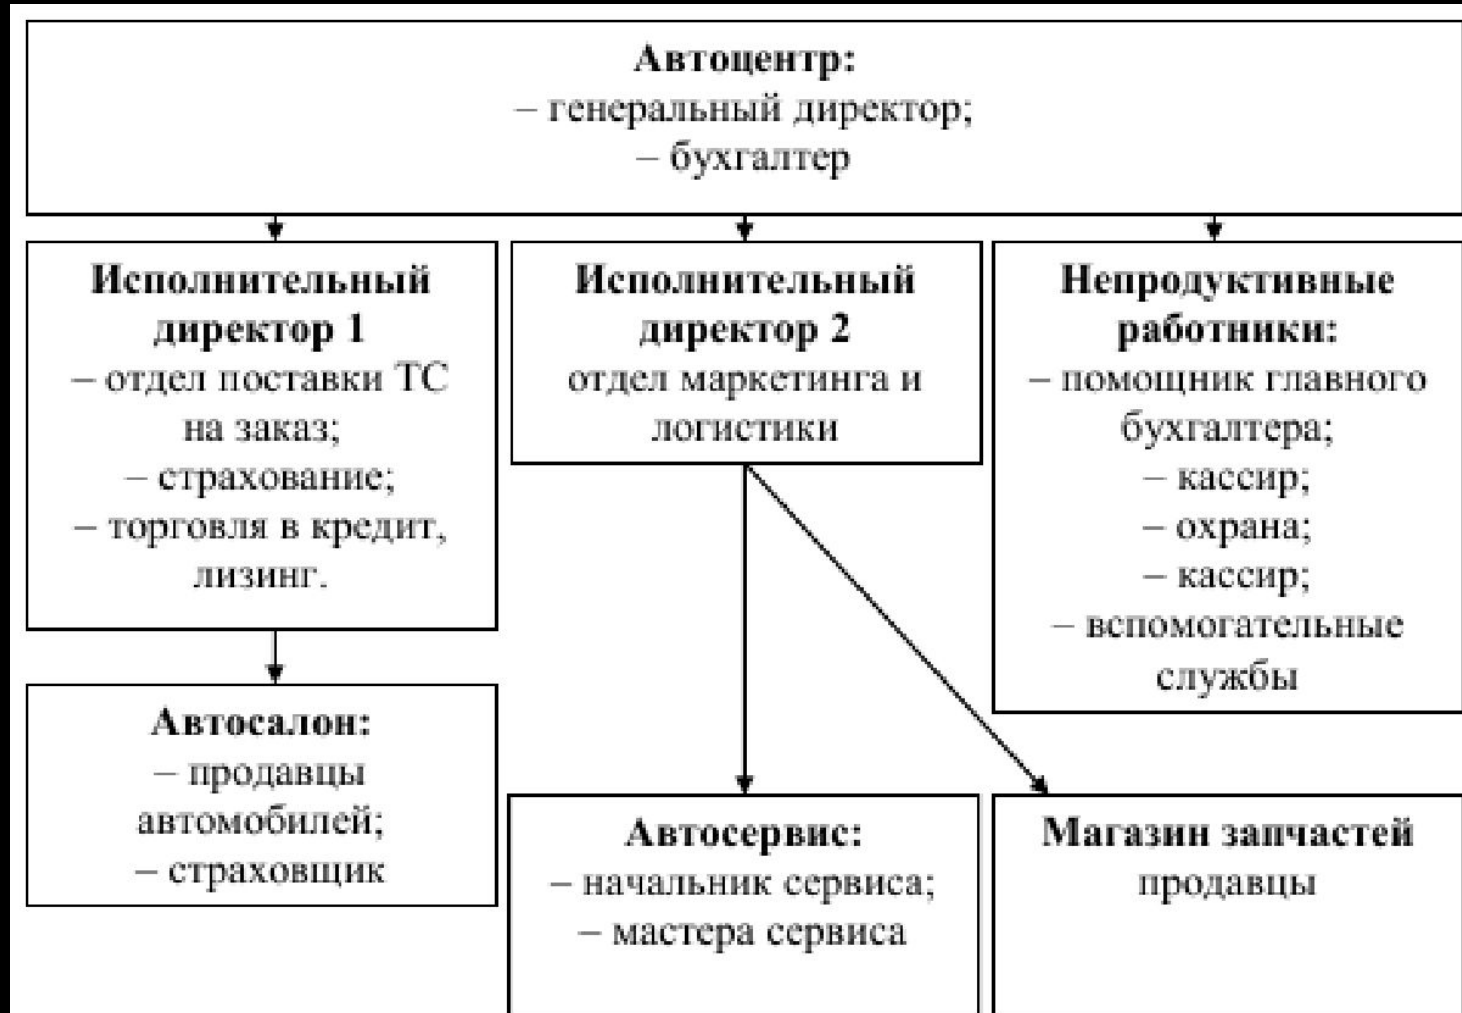 Автоцентр:
– генеральный директор;
– бухгалтер
Исполнительный
директор 1
– отдел поставки ТС
на заказ;
– страхование;
– торговля в кредит,
лизинг.
Исполнительный
директор 2
отдел маркетинга и
логистики
Непродуктивные
работники:
– помощник главного
бухгалтера;
– кассир;
– охрана;
– кассир;
– вспомогательные
службы
Автосалон:
– продавцы
автомобилей;
– страховщик
Автосервис:
– начальник сервиса;
– мастера сервиса
Магазин запчастей
продавцы